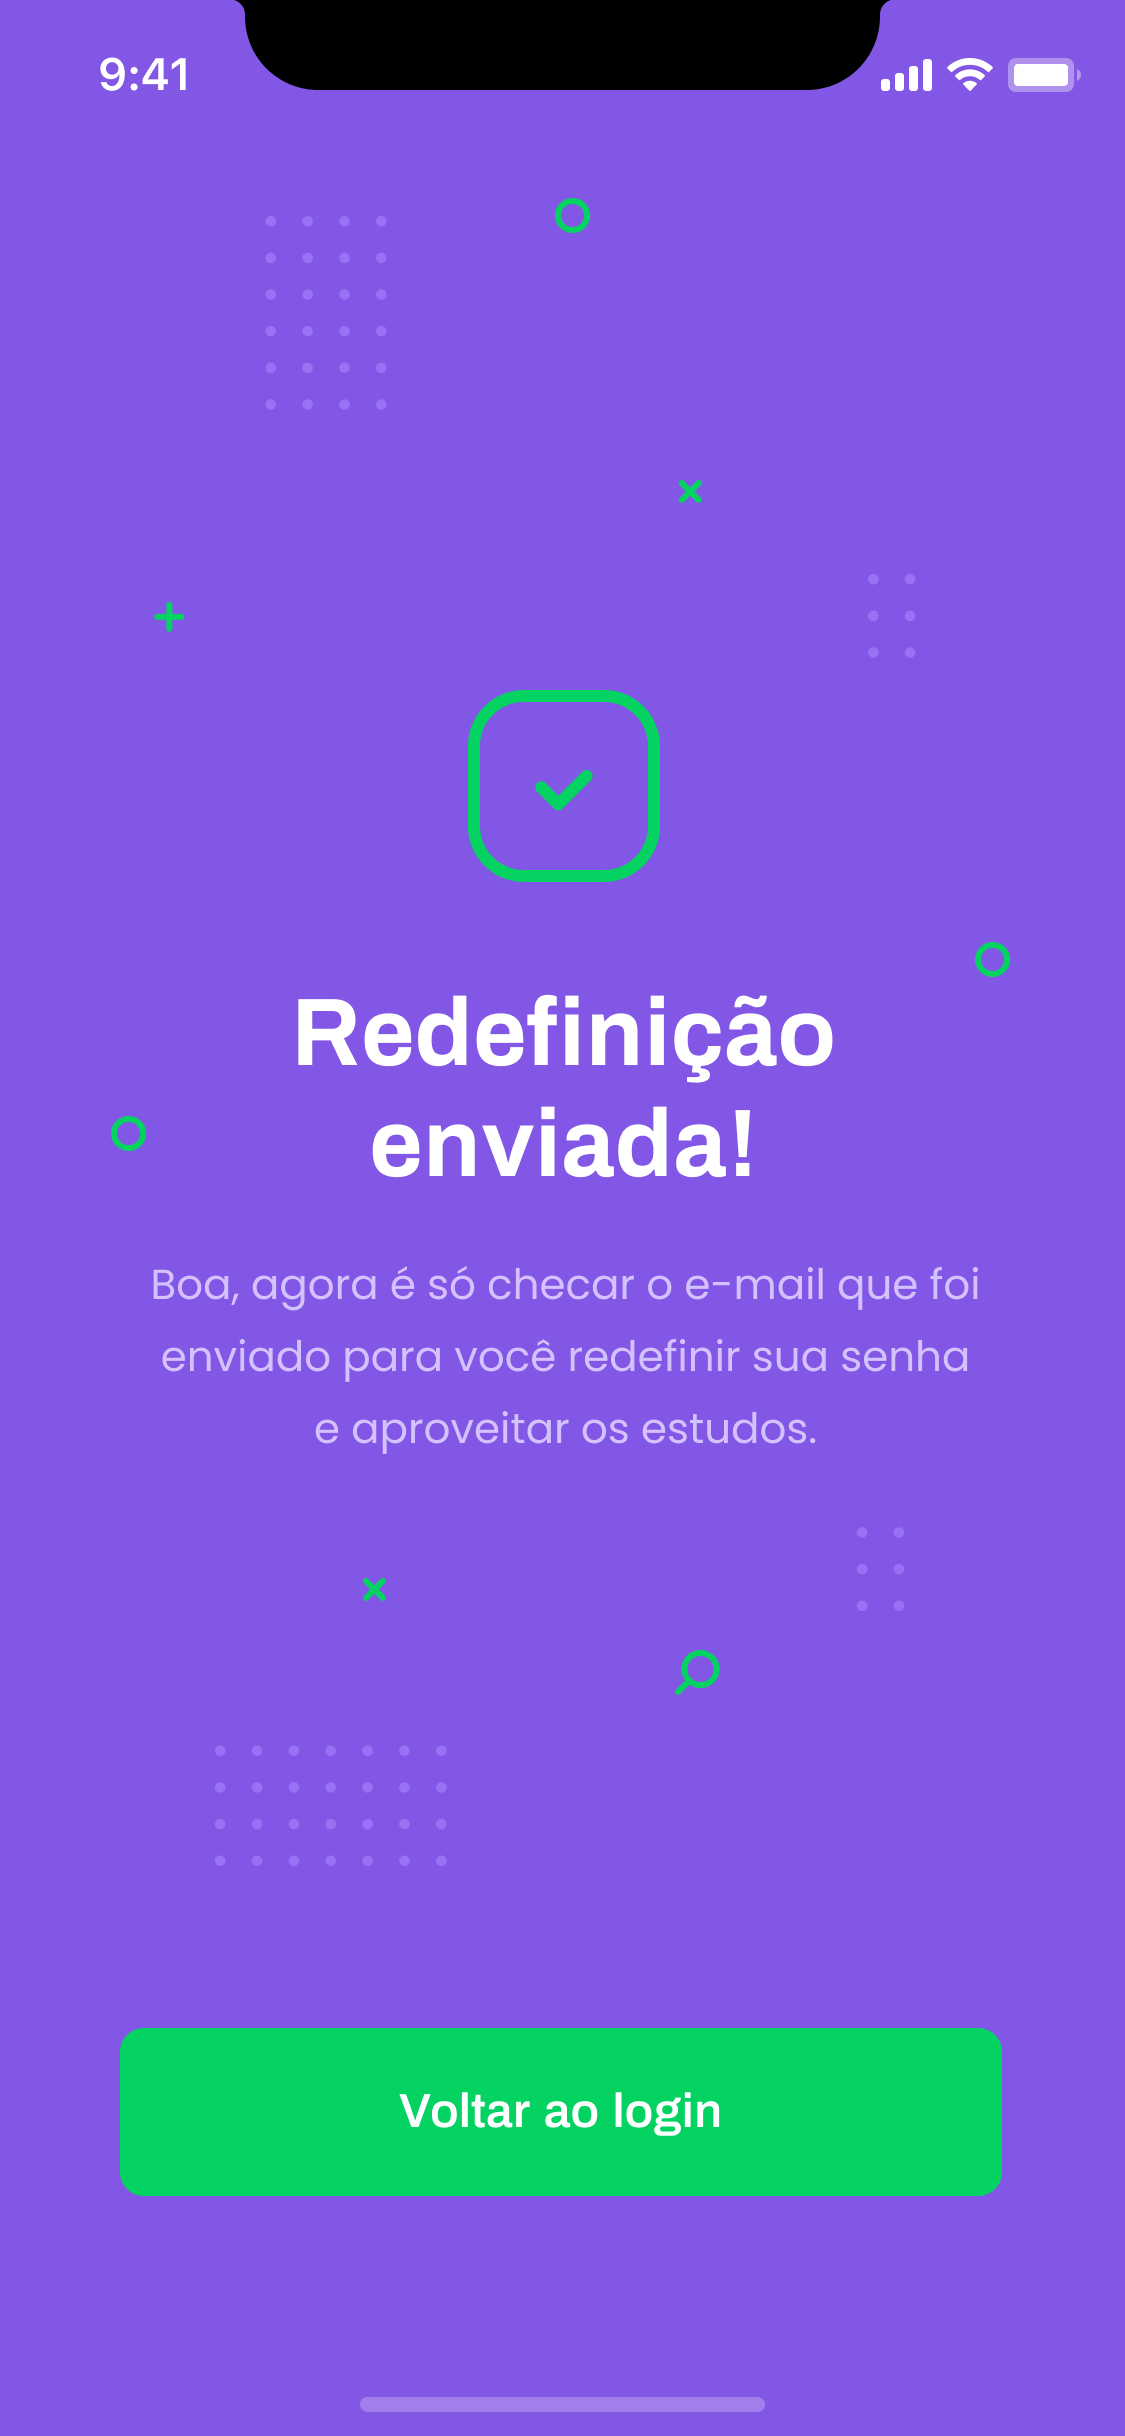 9:41
Redefinição
enviada!
Boa, agora é só checar o e-mail que foi
enviado para você redefinir sua senha
e aproveitar os estudos.
Voltar ao login